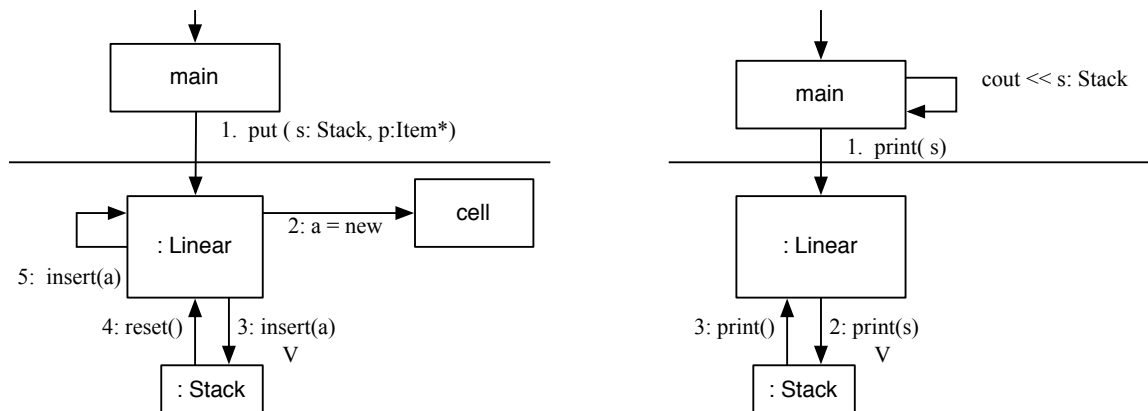 main
1. put ( s: Stack, p:Item*)
: Linear
2: a = new
cell
5: insert(a)
4: reset()
3: insert(a)
V
: Stack
main
cout << s: Stack
1. print( s)
: Linear
3: print()
2: print(s)
V
: Stack